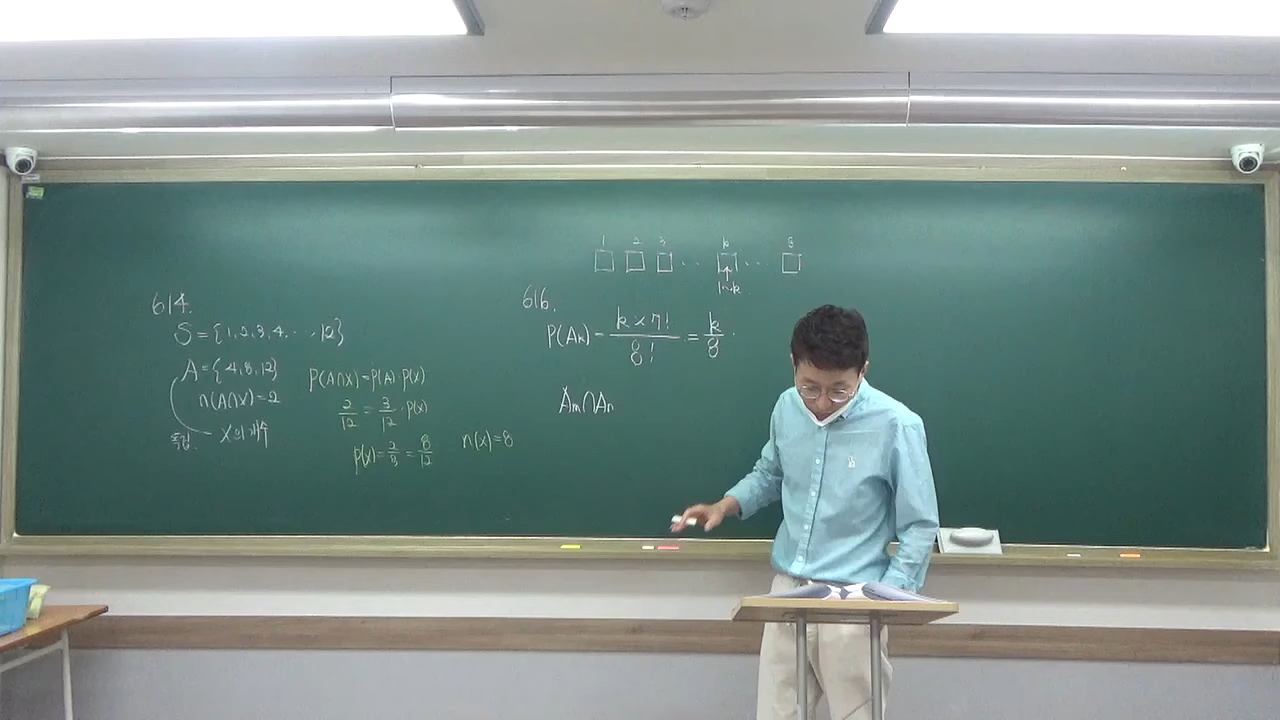 614.
S={1,2,3,4,···,12}
A={4,8,12}
n(A∩X)=2
독립. X의 개수
P(A∩X)=P(A)·P(X)
2/12=3/12·P(X)
P(X)=2/3=8/12
n(X)=8
1 2 3 k 8
□ □ □ ··· □ ··· □
1~k
616.
P(Ak)=k×7!/8!=k/8.
Am∩An